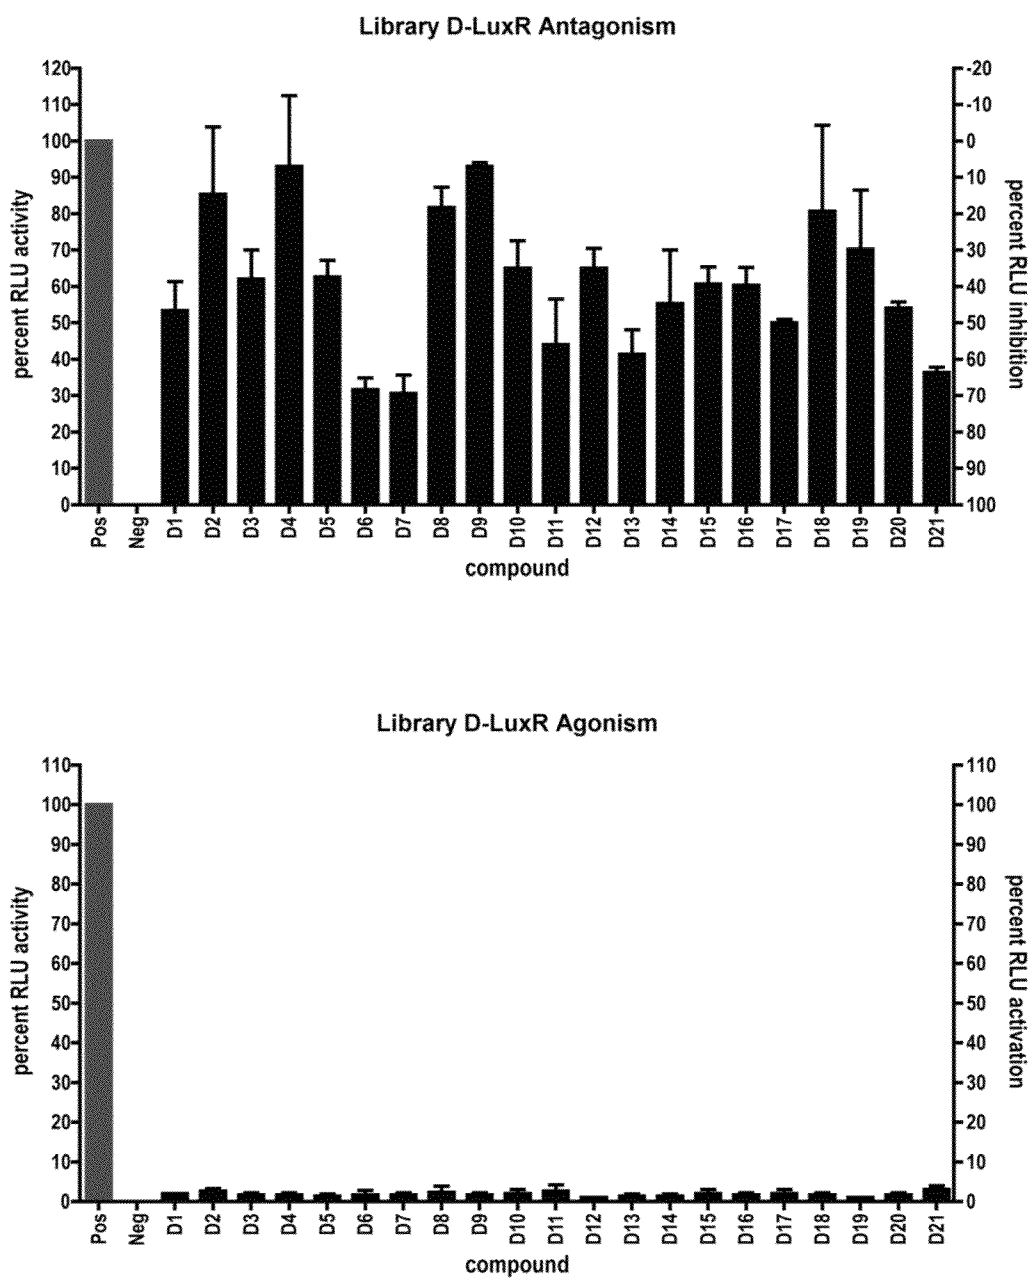 Library D-LuxR Antagonism
120 -20
110 -10
100 0
90 10
80 20
70 30
60 40
50 50
40 60
30 70
20 80
10 90
0 100
percent RLU activity
percent RLU inhibition
Pos Neg D1 D2 D3 D4 D5 D6 D7 D8 D9 D10 D11 D12 D13 D14 D15 D16 D17 D18 D19 D20 D21
compound
Library D-LuxR Agonism
110 110
100 100
90 90
80 80
70 70
60 60
50 50
40 40
30 30
20 20
10 10
0 0
percent RLU activity
percent RLU activation
Pos Neg D1 D2 D3 D4 D5 D6 D7 D8 D9 D10 D11 D12 D13 D14 D15 D16 D17 D18 D19 D20 D21
compound